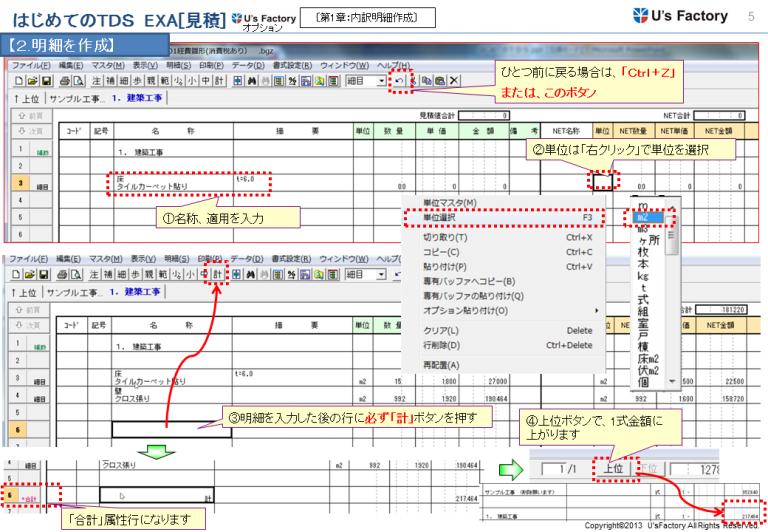 はじめてのTDS EXA[見積]
U's Factory
オプション
[第1章:内訳明細作成]
U's Factory
5
【2.明細を作成】
01経費雛形(消費税あり) .bgz
ファイル(F) 編集(E) マスタ(M) 表示(V) 明細(S) 印刷(P) データ(D) 書式設定(B) ウィンドウ(W) ヘルプ(H)
注 補 細 歩 親 範 小 小 中 計
細目
ひとつ前に戻る場合は、「Ctrl+Z」
または、このボタン
↑上位 サンプル工事... 1. 建築工事
見積値合計 0
NET合計 0
前頁
次頁
コード 記号 名 称 摘 要 単位 数 量 単 価 金 額 備 考 NET名称 単位 NET数量 NET単価 NET金額
1 補助 1. 建築工事
②単位は「右クリック」で単位を選択
2
3 細目 床 t=6.0
タイルカーペット貼り 00 0 0 00 0 0
4
5
6
①名称、適用を入力
単位マスタ(M)
単位選択 F3
切り取り(T) Ctrl+X
コピー(C) Ctrl+C
貼り付け(P) Ctrl+V
専有バッファへコピー(B)
専有バッファの貼り付け(Q)
オプション貼り付け(O)
クリア(L) Delete
行削除(D) Ctrl+Delete
再配置(A)
m
m2
m3
ヶ所
枚
本
kg
t
式
組
室
戸
棟
床m2
伏m2
個
ファイル(F) 編集(E) マスタ(M) 表示(V) 明細(S) 印刷(P) データ(D) 書式設定(B) ウィンドウ(W) ヘルプ
注 補 細 歩 親 範 小 小 中 計
細目
↑上位 サンプル工事... 1. 建築工事
181220
前頁
次頁
コード 記号 名 称 摘 要 単位 数 量 NET金額
1 補助 1. 建築工事
2
3 細目 床 t=6.0
タイルカーペット貼り m2 15 1800 27000 m2 500 22500
4 細目 壁
クロス張り m2 992 1920 190464 m2 992 1600 158720
5
6
③明細を入力した後の行に必ず「計」ボタンを押す
④上位ボタンで、1式金額に
上がります
4 細目 クロス張り m2 992 1920 190464
5
6 *合計 計 217464
「合計」属性行になります
1 /1 上位 下位 1278
式 1 352940
1. 建築工事 式 1 217464
Copyright©2013 UsFactory All Rights Reserved